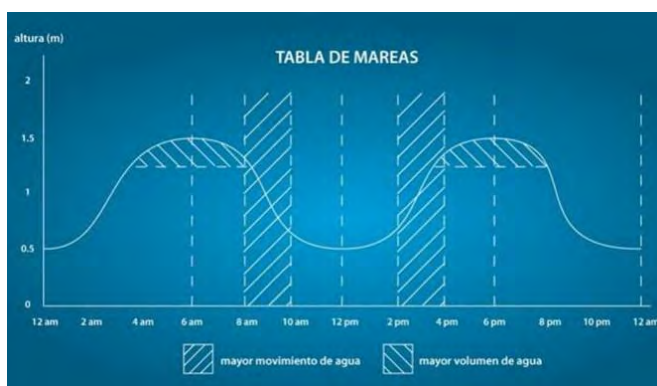 altura (m)
TABLA DE MAREAS
2
1.5
1
0.5
0
12 am 2 am 4 am 6 am 8 am 10 am 12 pm 2 pm 4 pm 6 pm 8 pm 10 pm 12 am
mayor movimiento de agua mayor volumen de agua